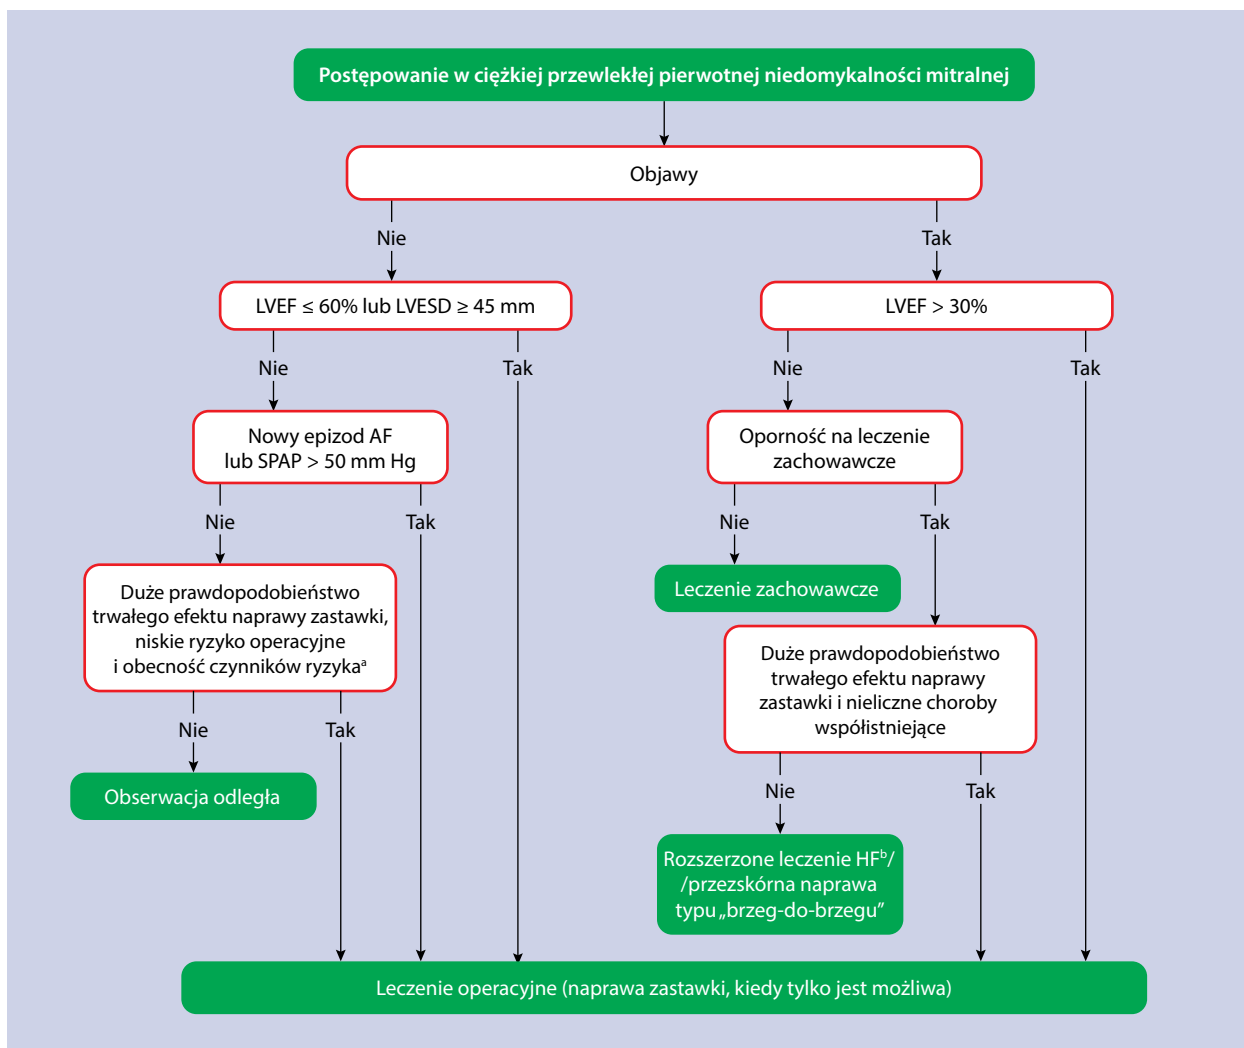 Postępowanie w ciężkiej przewlekłej pierwotnej niedomykalności mitralnej
Objawy
Nie
Tak
LVEF ≤ 60% lub LVESD ≥ 45 mm
LVEF > 30%
Nie
Tak
Nie
Tak
Nowy epizod AF
lub SPAP > 50 mm Hg
Oporność na leczenie
zachowawcze
Nie
Tak
Nie
Tak
Duże prawdopodobieństwo
trwałego efektu naprawy zastawki,
niskie ryzyko operacyjne
i obecność czynników ryzykaᵃ
Leczenie zachowawcze
Duże prawdopodobieństwo
trwałego efektu naprawy
zastawki i nieliczne choroby
współistniejące
Nie
Tak
Obserwacja odległa
Nie
Tak
Rozszerzone leczenie HFᵇ/
/przezskórna naprawa
typu „brzeg-do-brzegu”
Leczenie operacyjne (naprawa zastawki, kiedy tylko jest możliwa)